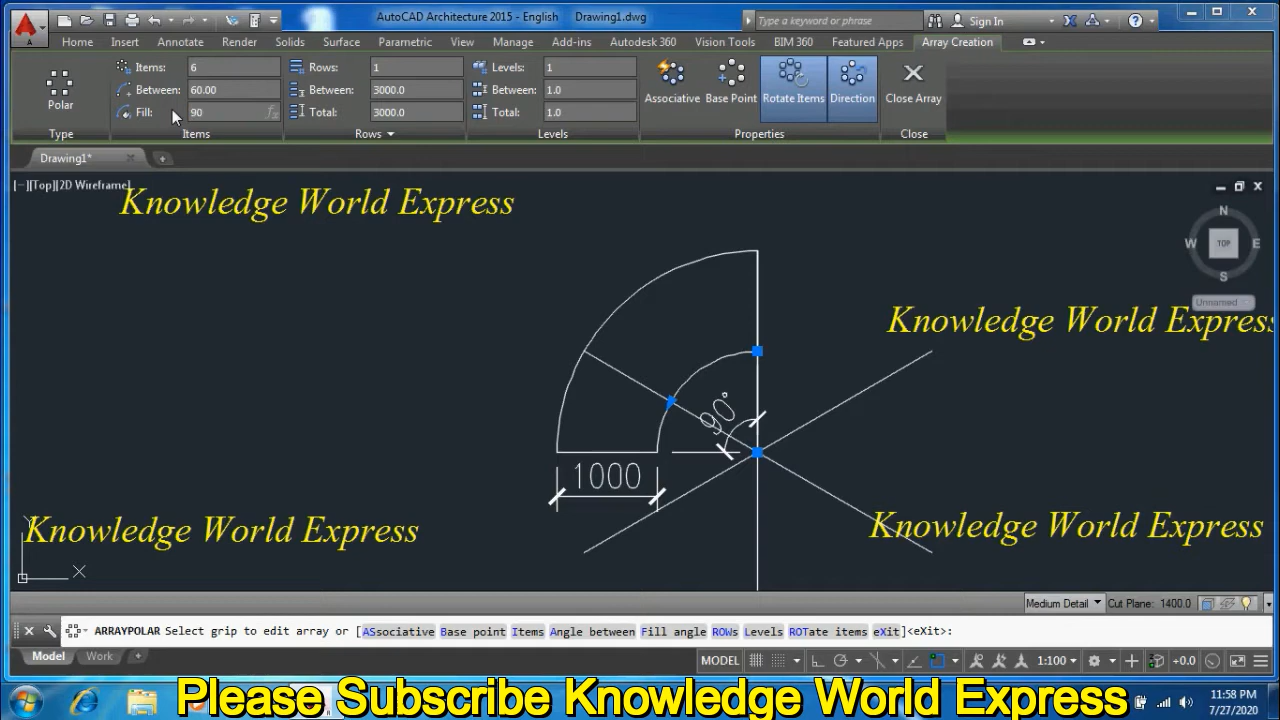 AutoCAD Architecture 2015 - English Drawing1.dwg
Type a keyword or phrase
Sign In
Home Insert Annotate Render Solids Surface Parametric View Manage Add-ins Autodesk 360 Vision Tools BIM 360 Featured Apps Array Creation
Items: 6 Rows: 1 Levels: 1
Between: 60.00 Between: 3000.0 Between: 1.0
Fill: 90 Total: 3000.0 Total: 1.0
Polar
Associative Base Point Rotate Items Direction Close Array
Type Items Rows Levels Properties Close
Drawing1*
[−][Top][2D Wireframe]
Knowledge World Express
N
W TOP E
S
Unnamed
Knowledge World Express
90°
1000
Knowledge World Express
Knowledge World Express
X
Medium Detail Cut Plane: 1400.0
ARRAYPOLAR Select grip to edit array or [ASsociative Base point Items Angle between Fill angle ROWs Levels ROTate items eXit]<eXit>:
Model Work +
MODEL 1:100 +0.0
Please Subscribe Knowledge World Express
11:58 PM
7/27/2020